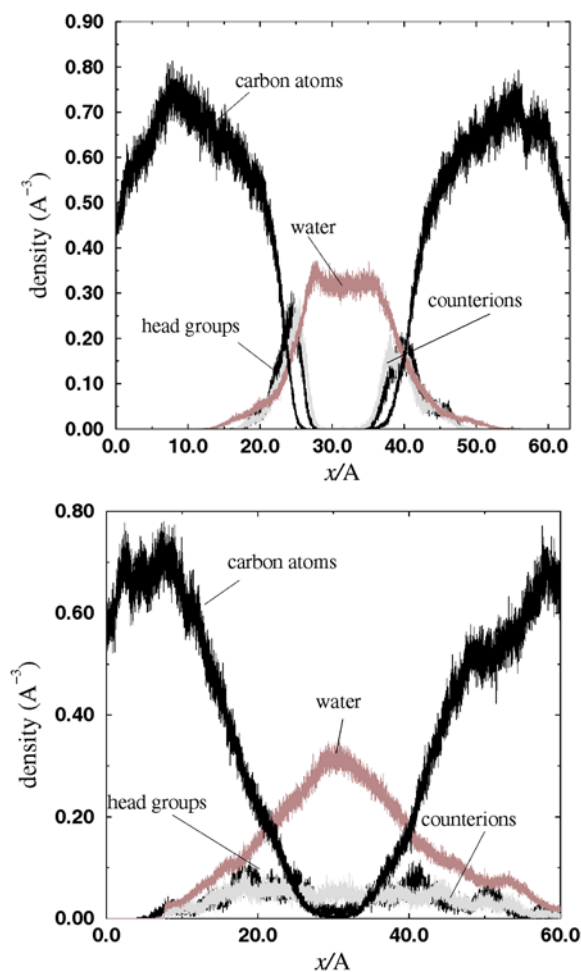 0.90
carbon atoms
0.80
0.70
0.60
0.50
density (A⁻³)
0.40
water
0.30
counterions
0.20
head groups
0.10
0.00
0.0 10.0 20.0 30.0 40.0 50.0 60.0
x/A
0.80
carbon atoms
0.60
density (A⁻³)
0.40
water
head groups
0.20
counterions
0.00
0.0 20.0 40.0 60.0
x/A